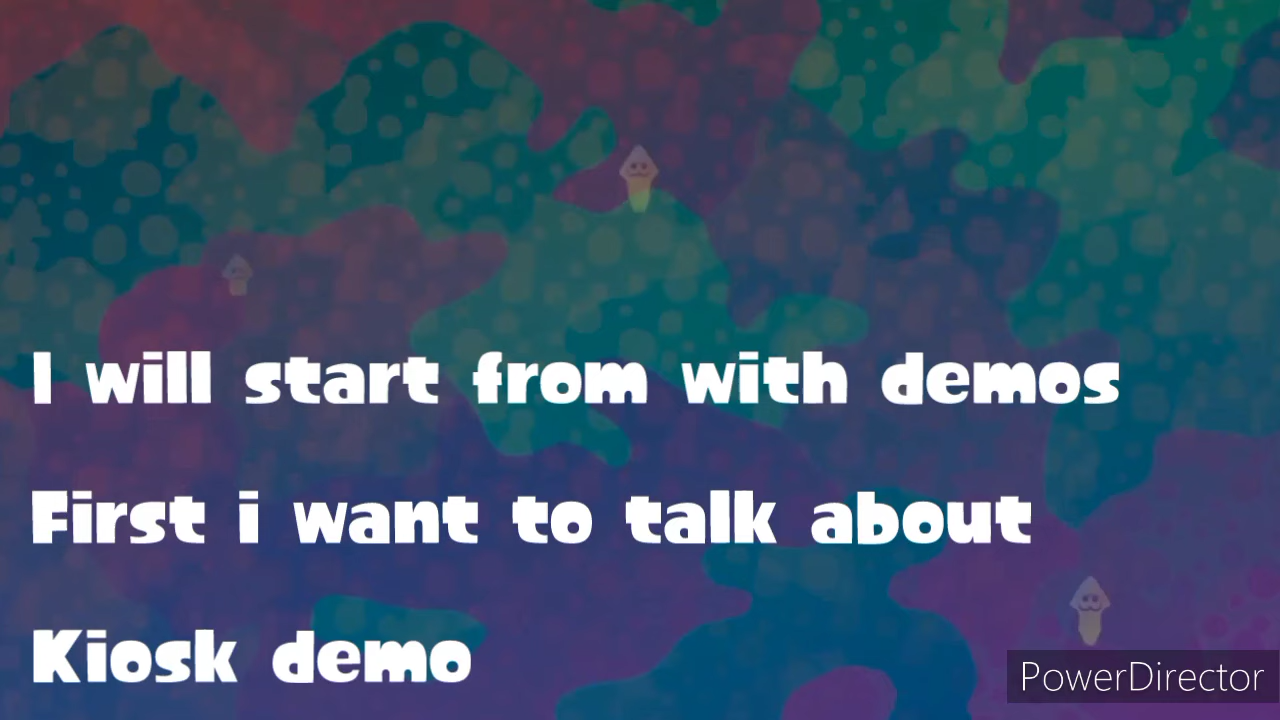 I will start from with demos
First i want to talk about
Kiosk demo
PowerDirector